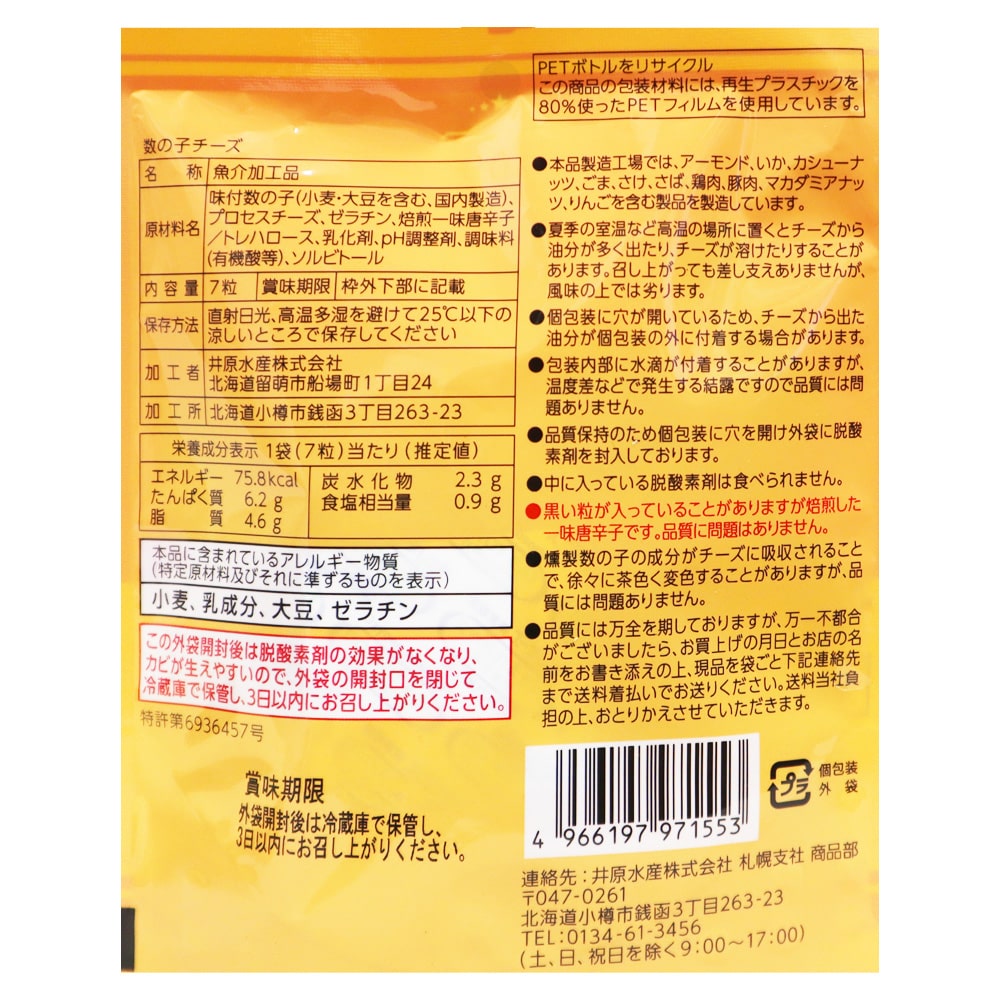 PETボトルをリサイクル
この商品の包装材料には、再生プラスチックを
80%使ったPETフィルムを使用しています。
数の子チーズ
名称 魚介加工品
原材料名 味付数の子(小麦・大豆を含む、国内製造)、
プロセスチーズ、ゼラチン、焙煎一味唐辛子
/トレハロース、乳化剤、pH調整剤、調味料
(有機酸等)、ソルビトール
内容量 7粒 賞味期限 枠外下部に記載
保存方法 直射日光、高温多湿を避けて25℃以下の
涼しいところで保存してください
加工者 井原水産株式会社
北海道留萌市船場町1丁目24
加工所 北海道小樽市銭函3丁目263-23
栄養成分表示 1袋(7粒)当たり(推定値)
エネルギー 75.8kcal
たんぱく質 6.2g
脂質 4.6g
炭水化物 2.3g
食塩相当量 0.9g
本品に含まれているアレルギー物質
(特定原材料及びそれに準ずるものを表示)
小麦、乳成分、大豆、ゼラチン
この外袋開封後は脱酸素剤の効果がなくなり、
カビが生えやすいので、外袋の開封口を閉じて
冷蔵庫で保管し、3日以内にお召し上がりください。
特許第6936457号
賞味期限
外袋開封後は冷蔵庫で保管し、
3日以内にお召し上がりください。
●本品製造工場では、アーモンド、いか、カシューナ
ッツ、ごま、さけ、さば、鶏肉、豚肉、マカダミアナッ
ツ、りんごを含む製品を製造しています。
●夏季の室温など高温の場所に置くとチーズから
油分が多く出たり、チーズが溶けたりすることが
あります。召し上がっても差し支えありませんが、
風味の上では劣ります。
●個包装に穴が開いているため、チーズから出た
油分が個包装の外に付着する場合があります。
●包装内部に水滴が付着することがありますが、
温度差などで発生する結露ですので品質には問
題ありません。
●品質保持のため個包装に穴を開け外袋に脱酸
素剤を封入しております。
●中に入っている脱酸素剤は食べられません。
●黒い粒が入っていることがありますが焙煎した
一味唐辛子です。品質に問題はありません。
●燻製数の子の成分がチーズに吸収されること
で、徐々に茶色く変色することがありますが、品
質には問題ありません。
●品質には万全を期しておりますが、万一不都合
がございましたら、お買上げの月日とお店の名
前をお書き添えの上、現品を袋ごと下記連絡先
まで送料着払いでお送りください。送料当社負
担の上、おとりかえさせていただきます。
4 966197 971553
プラ
個包装
外袋
連絡先:井原水産株式会社 札幌支社 商品部
〒047-0261
北海道小樽市銭函3丁目263-23
TEL:0134-61-3456
(土、日、祝日を除く9:00〜17:00)